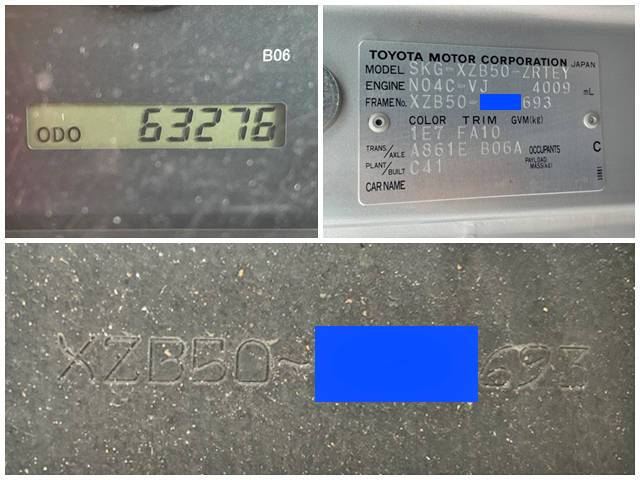 B06
ODO 63276
TOYOTA MOTOR CORPORATION JAPAN
MODEL SKG-XZB50-ZRTEY
ENGINE N04C-VJ 4009 mL
FRAME No. XZB50- 693
COLOR TRIM GVM(kg)
1E7 FA10
TRANS/AXLE A861E B06A OCCUPANTS C
PLANT/BUILT C41 PAYLOAD MASS(kg)
CAR NAME
XZB50- 693